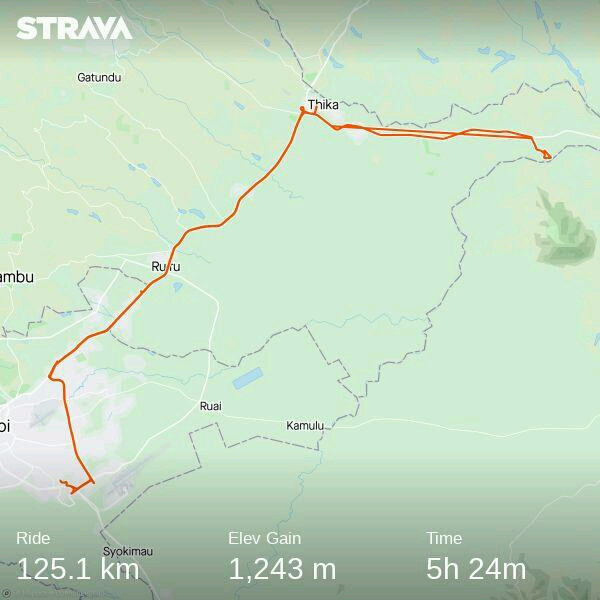 STRAVA
Gatundu
Thika
Ruiru
ambu
Ruai
oi
Kamulu
Syokimau
Ride
Elev Gain
Time
125.1 km
1,243 m
5h 24m